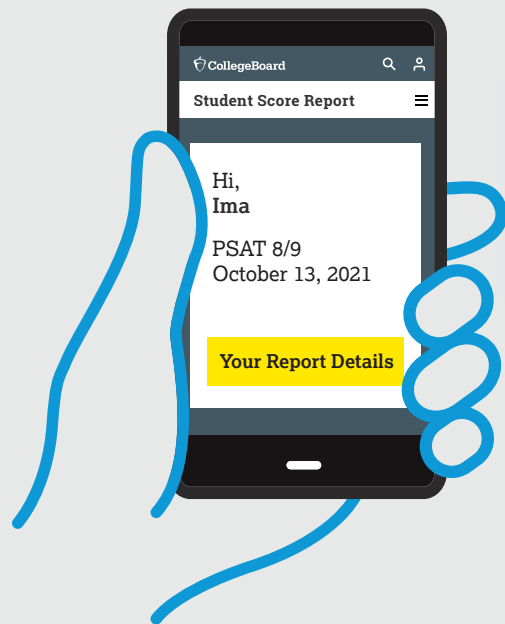 CollegeBoard
Student Score Report
Hi,
Ima
PSAT 8/9
October 13, 2021
Your Report Details